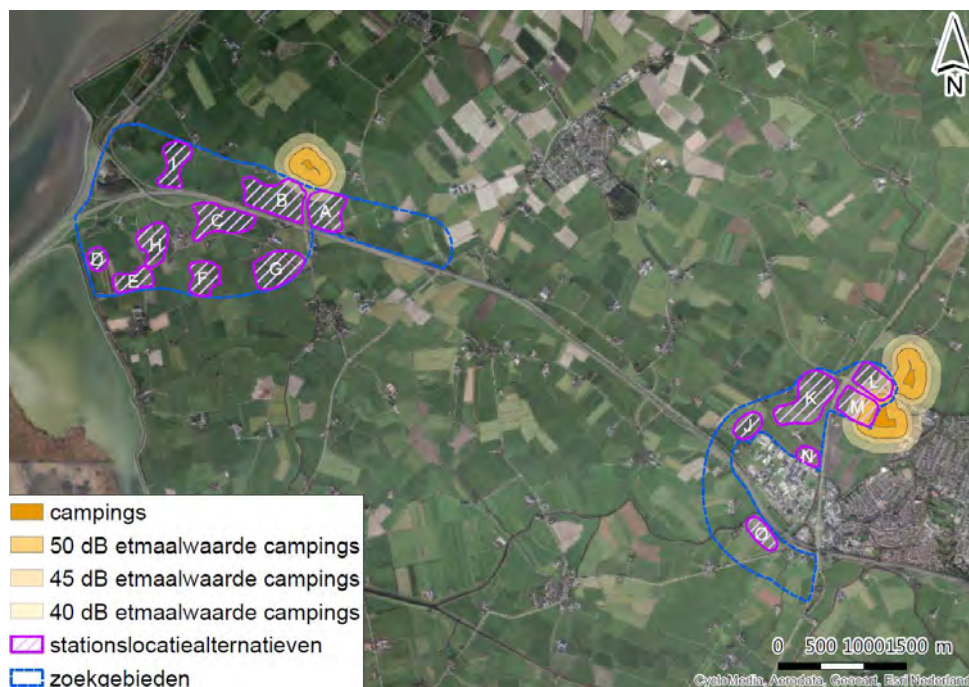 N
I
B
A
C
H
D
E
F
G
L
K
M
J
N
O
campings
50 dB etmaalwaarde campings
45 dB etmaalwaarde campings
40 dB etmaalwaarde campings
stationslocatiealternatieven
zoekgebieden
0 500 10001500 m
CycloMedia, Aerodata, Geocart, Esri Nederland